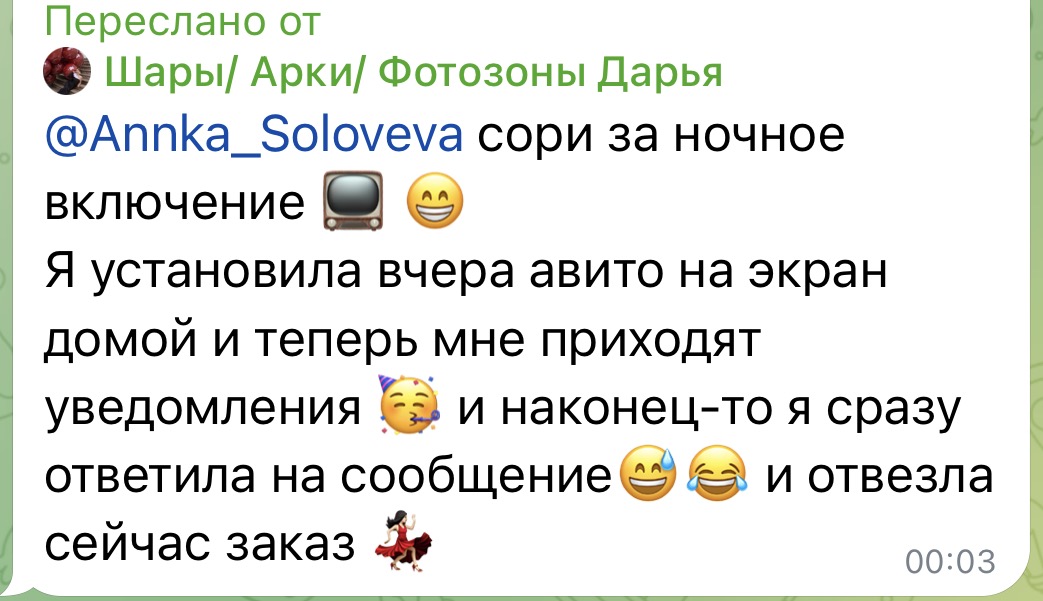 Переслано от
Шары/ Арки/ Фотозоны Дарья
@Annka_Soloveva сори за ночное
включение 📺 😁
Я установила вчера авито на экран
домой и теперь мне приходят
уведомления 🥳 и наконец-то я сразу
ответила на сообщение😅😂 и отвезла
сейчас заказ 💃🏻
00:03